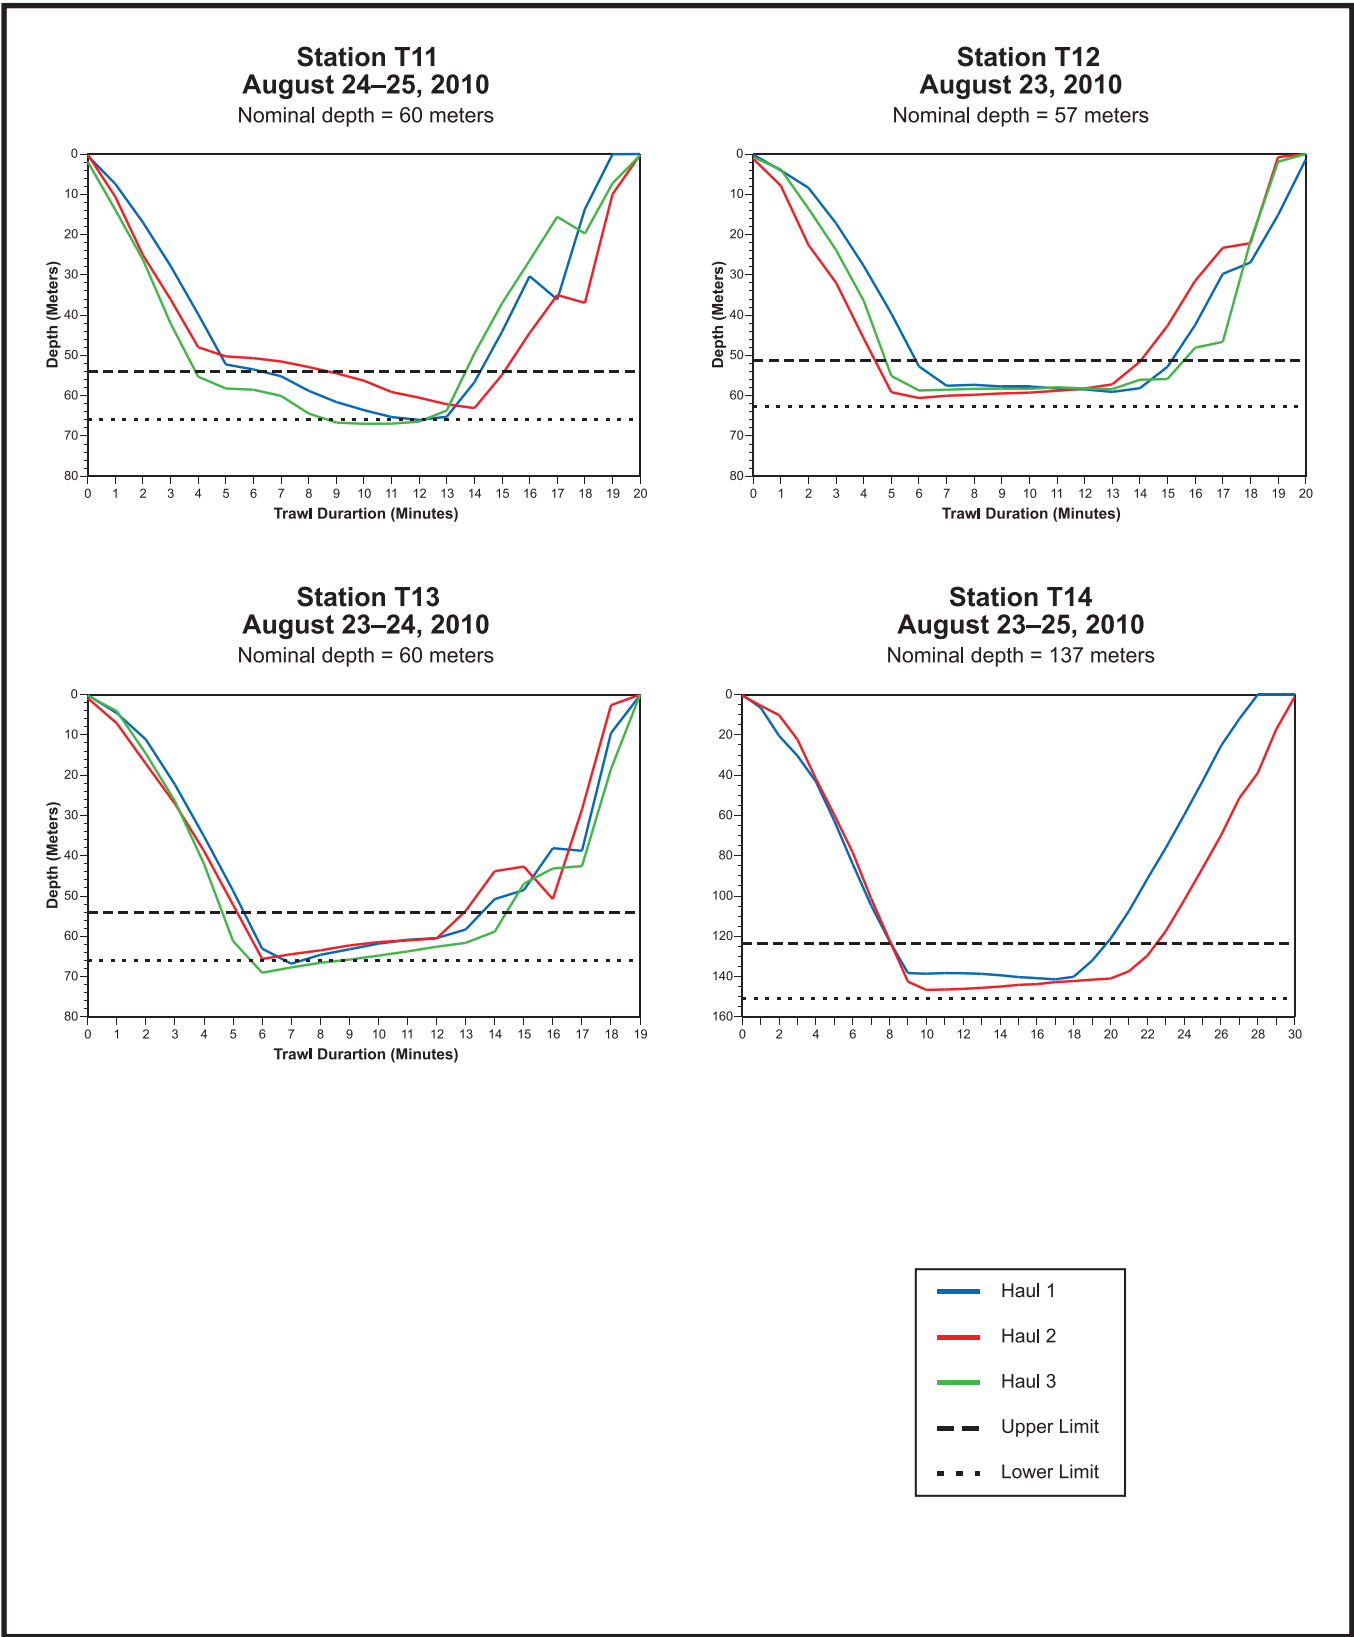 Station T11
August 24–25, 2010
Nominal depth = 60 meters
Depth (Meters)
0
10
20
30
40
50
60
70
80
0 1 2 3 4 5 6 7 8 9 10 11 12 13 14 15 16 17 18 19 20
Trawl Durartion (Minutes)
Station T12
August 23, 2010
Nominal depth = 57 meters
Depth (Meters)
0
10
20
30
40
50
60
70
80
0 1 2 3 4 5 6 7 8 9 10 11 12 13 14 15 16 17 18 19 20
Trawl Duration (Minutes)
Station T13
August 23–24, 2010
Nominal depth = 60 meters
Depth (Meters)
0
10
20
30
40
50
60
70
80
0 1 2 3 4 5 6 7 8 9 10 11 12 13 14 15 16 17 18 19
Trawl Durartion (Minutes)
Station T14
August 23–25, 2010
Nominal depth = 137 meters
0
20
40
60
80
100
120
140
160
0 2 4 6 8 10 12 14 16 18 20 22 24 26 28 30
Haul 1
Haul 2
Haul 3
Upper Limit
Lower Limit